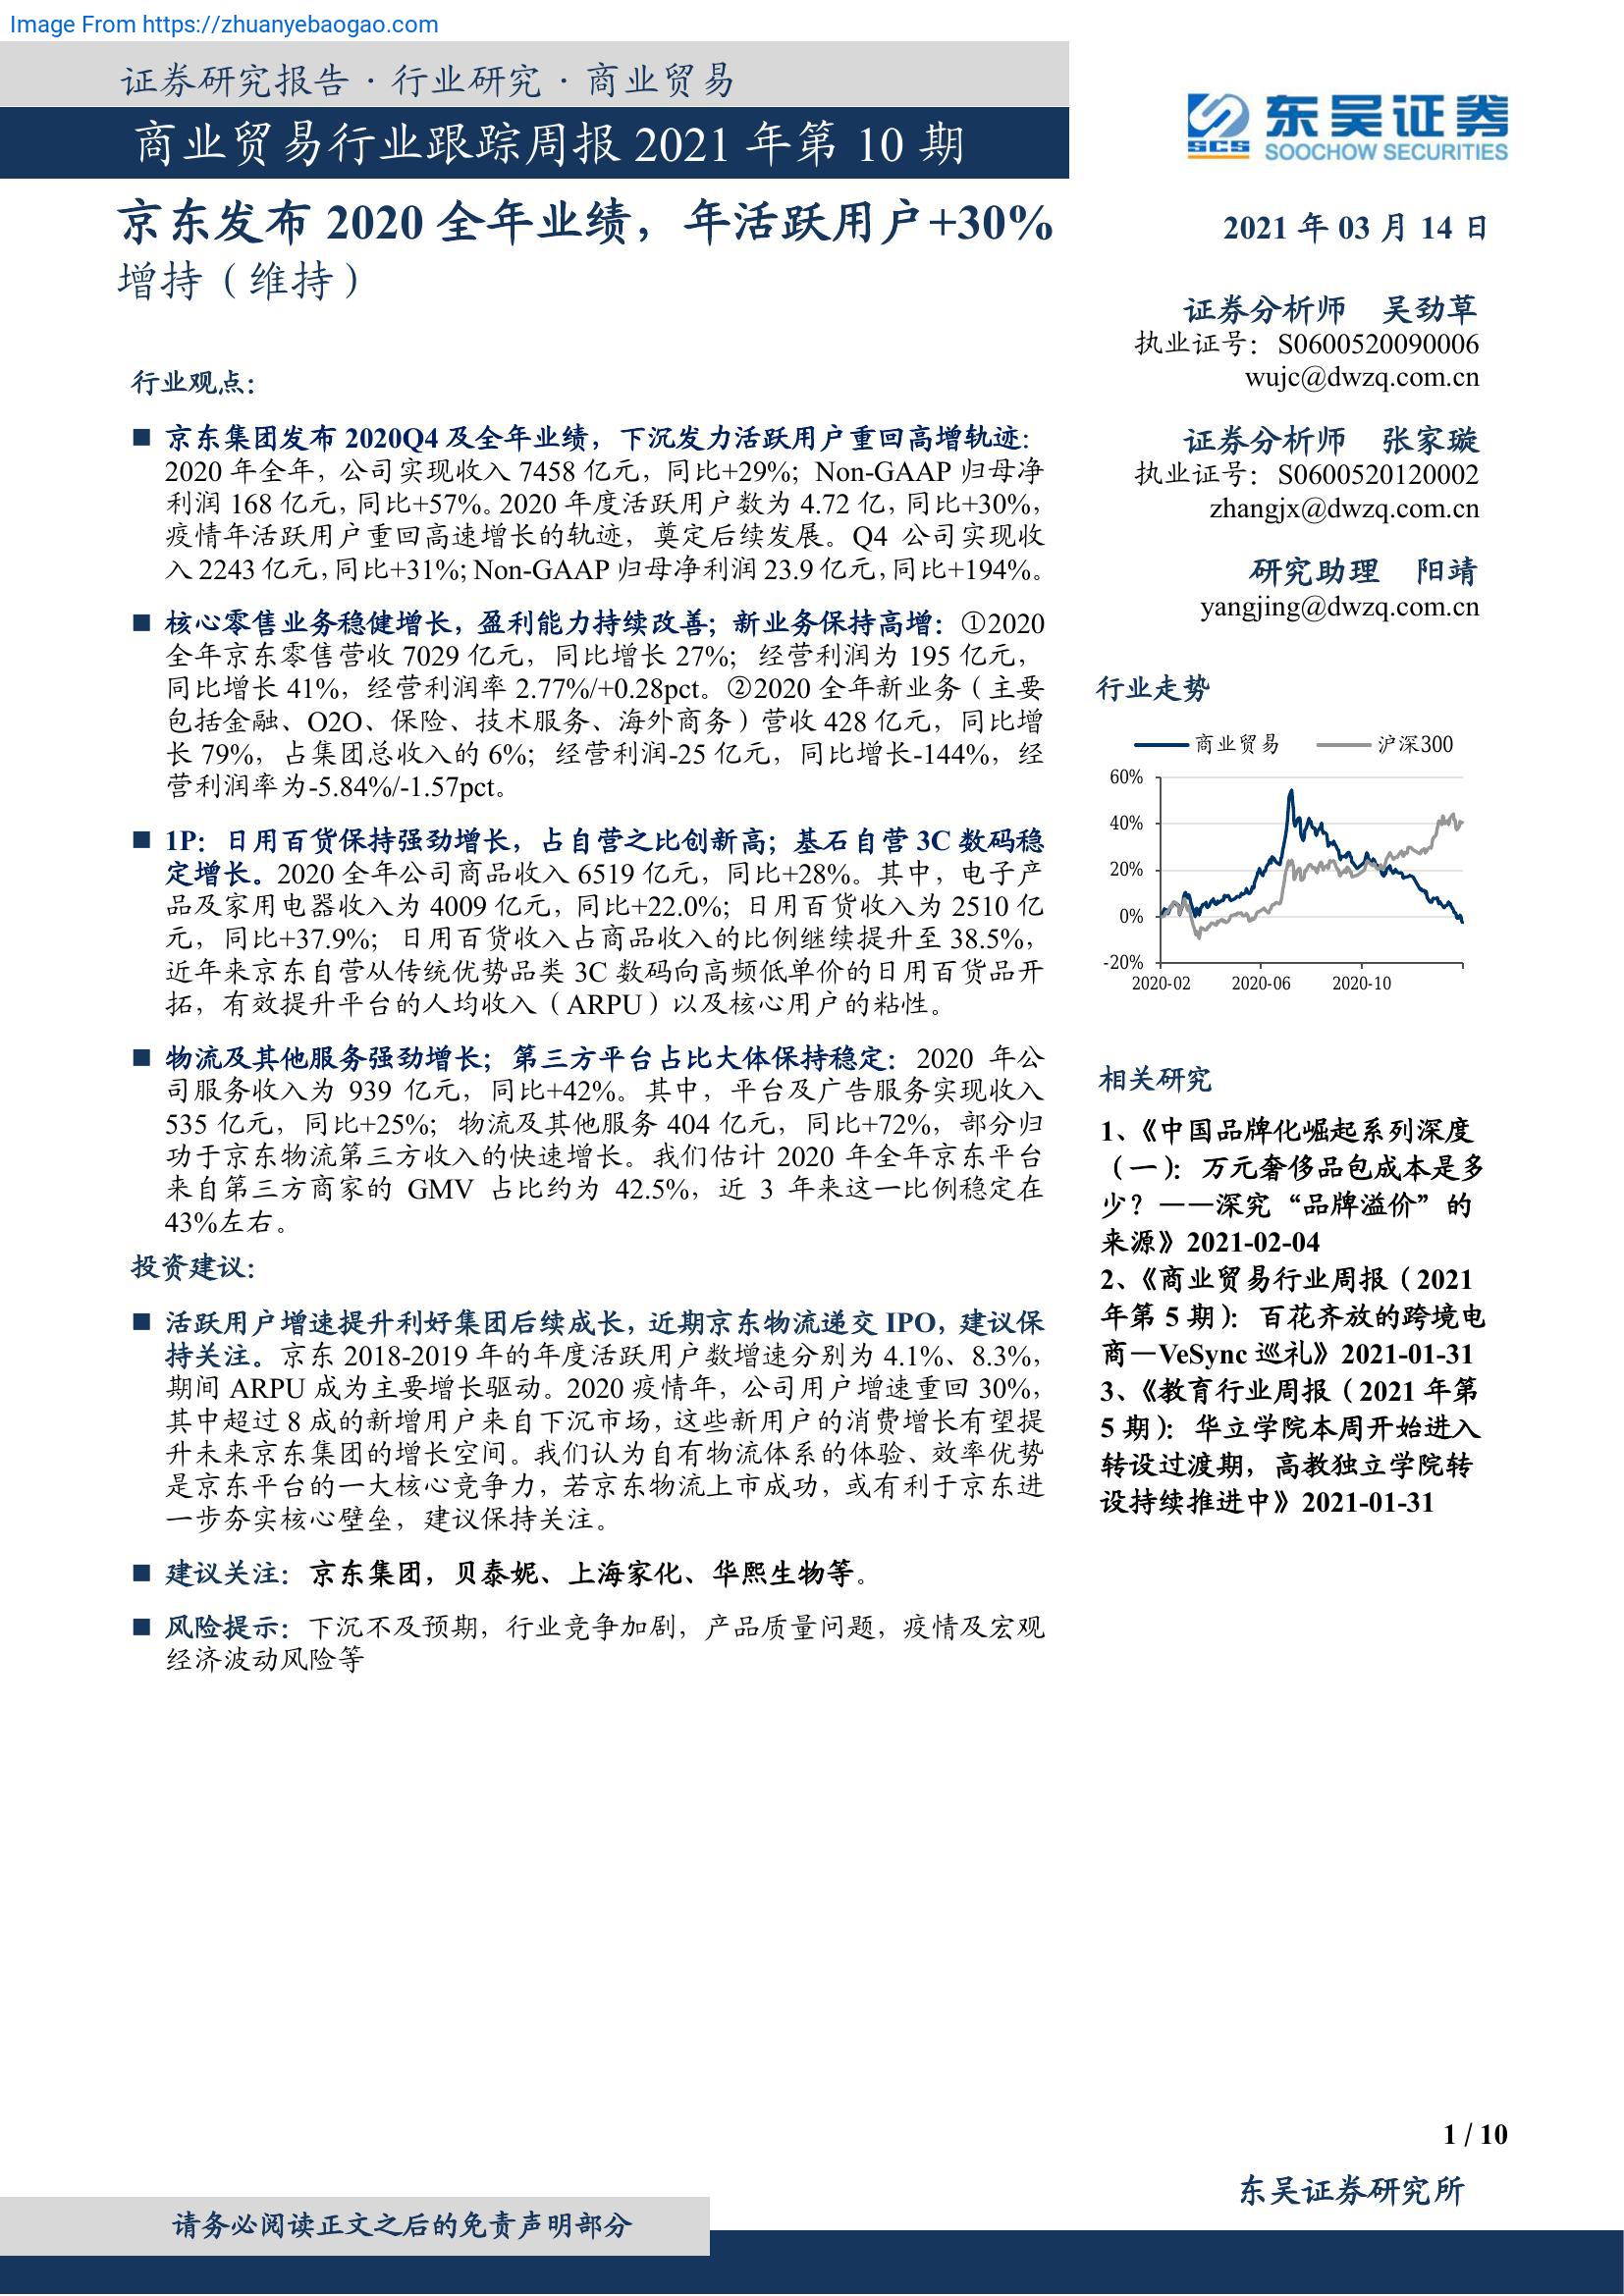 Image From https://zhuanyebaogao.com
证券研究报告·行业研究·商业贸易
商业贸易行业跟踪周报 2021 年第 10 期
京东发布 2020 全年业绩，年活跃用户+30%
增持（维持）
行业观点：
■ 京东集团发布 2020Q4 及全年业绩，下沉发力活跃用户重回高增轨迹：
2020 年全年，公司实现收入 7458 亿元，同比+29%；Non-GAAP 归母净
利润 168 亿元，同比+57%。2020 年度活跃用户数为 4.72 亿，同比+30%，
疫情年活跃用户重回高速增长的轨迹，奠定后续发展。Q4 公司实现收
入 2243 亿元，同比+31%；Non-GAAP 归母净利润 23.9 亿元，同比+194%。
■ 核心零售业务稳健增长，盈利能力持续改善；新业务保持高增：①2020
全年京东零售营收 7029 亿元，同比增长 27%；经营利润为 195 亿元，
同比增长 41%，经营利润率 2.77%/+0.28pct。②2020 全年新业务（主要
包括金融、O2O、保险、技术服务、海外商务）营收 428 亿元，同比增
长 79%，占集团总收入的 6%；经营利润-25 亿元，同比增长-144%，经
营利润率为-5.84%/-1.57pct。
■ 1P：日用百货保持强劲增长，占自营之比创新高；基石自营 3C 数码稳
定增长。2020 全年公司商品收入 6519 亿元，同比+28%。其中，电子产
品及家用电器收入为 4009 亿元，同比+22.0%；日用百货收入为 2510 亿
元，同比+37.9%；日用百货收入占商品收入的比例继续提升至 38.5%，
近年来京东自营从传统优势品类 3C 数码向高频低单价的日用百货品开
拓，有效提升平台的人均收入（ARPU）以及核心用户的粘性。
■ 物流及其他服务强劲增长；第三方平台占比大体保持稳定：2020 年公
司服务收入为 939 亿元，同比+42%。其中，平台及广告服务实现收入
535 亿元，同比+25%；物流及其他服务 404 亿元，同比+72%，部分归
功于京东物流第三方收入的快速增长。我们估计 2020 年全年京东平台
来自第三方商家的 GMV 占比约为 42.5%，近 3 年来这一比例稳定在
43%左右。
投资建议：
■ 活跃用户增速提升利好集团后续成长，近期京东物流递交 IPO，建议保
持关注。京东 2018-2019 年的年度活跃用户数增速分别为 4.1%、8.3%，
期间 ARPU 成为主要增长驱动。2020 疫情年，公司用户增速重回 30%，
其中超过 8 成的新增用户来自下沉市场，这些新用户的消费增长有望提
升未来京东集团的增长空间。我们认为自有物流体系的体验、效率优势
是京东平台的一大核心竞争力，若京东物流上市成功，或有利于京东进
一步夯实核心壁垒，建议保持关注。
■ 建议关注：京东集团，贝泰妮、上海家化、华熙生物等。
■ 风险提示：下沉不及预期，行业竞争加剧，产品质量问题，疫情及宏观
经济波动风险等
SCS
东吴证券
SOOCHOW SECURITIES
2021 年 03 月 14 日
证券分析师 吴劲草
执业证号：S0600520090006
wujc@dwzq.com.cn
证券分析师 张家璇
执业证号：S0600520120002
zhangjx@dwzq.com.cn
研究助理 阳靖
yangjing@dwzq.com.cn
行业走势
商业贸易 沪深300
60%
40%
20%
0%
-20%
2020-02 2020-06 2020-10
相关研究
1、《中国品牌化崛起系列深度
（一）：万元奢侈品包成本是多
少？——深究“品牌溢价”的
来源》2021-02-04
2、《商业贸易行业周报（2021
年第 5 期）：百花齐放的跨境电
商—VeSync 巡礼》2021-01-31
3、《教育行业周报（2021 年第
5 期）：华立学院本周开始进入
转设过渡期，高教独立学院转
设持续推进中》2021-01-31
1 / 10
东吴证券研究所
请务必阅读正文之后的免责声明部分